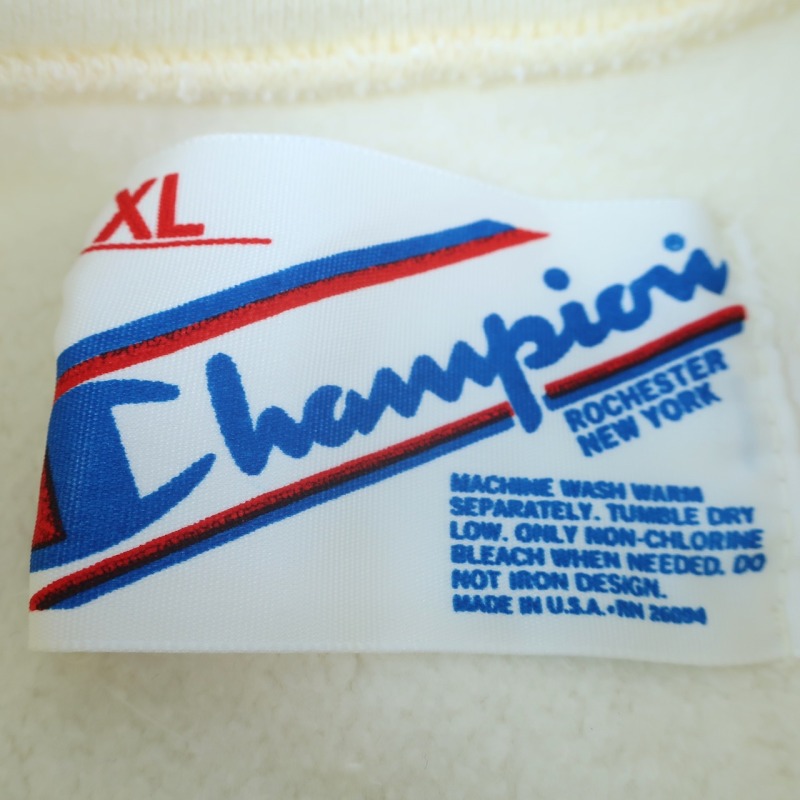 XL
Champion
ROCHESTER
NEW YORK
MACHINE WASH WARM
SEPARATELY. TUMBLE DRY
LOW. ONLY NON-CHLORINE
BLEACH WHEN NEEDED. DO
NOT IRON DESIGN.
MADE IN U.S.A. • RN 26094